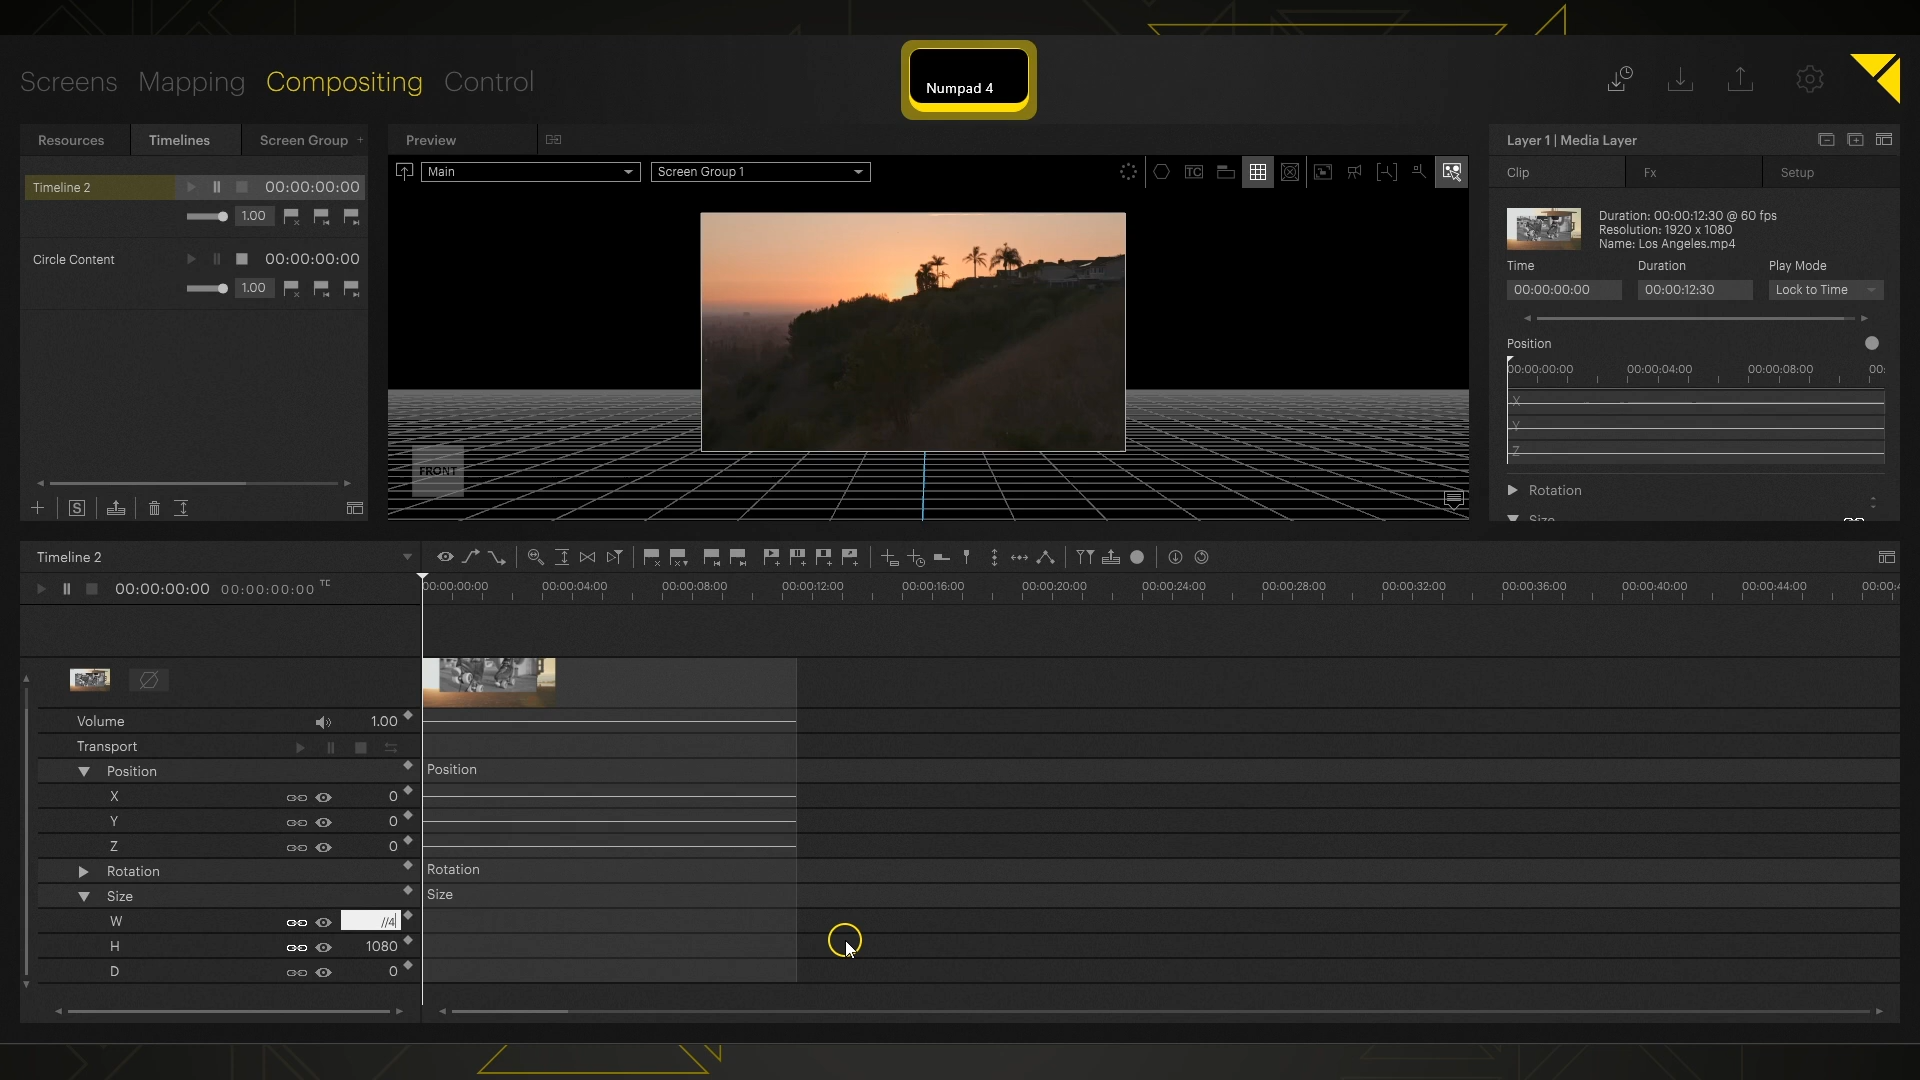 Screens Mapping Compositing Control
Numpad 4
Resources Timelines Screen Group +
Timeline 2 00:00:00:00
1.00
Circle Content 00:00:00:00
1.00
S
Preview
Main Screen Group 1
TC
FRONT
Layer 1 | Media Layer
Clip Fx Setup
Duration: 00:00:12:30 @ 60 fps
Resolution: 1920 x 1080
Name: Los Angeles.mp4
Time Duration Play Mode
00:00:00:00 00:00:12:30 Lock to Time
Position
00:00:00:00 00:00:04:00 00:00:08:00 00:
X
Y
Z
Rotation
Size
Timeline 2
00:00:00:00 00:00:00:00 TC
00:00:00:00 00:00:04:00 00:00:08:00 00:00:12:00 00:00:16:00 00:00:20:00 00:00:24:00 00:00:28:00 00:00:32:00 00:00:36:00 00:00:40:00 00:00:44:00 00:00:4
Volume 1.00
Transport
Position Position
X 0
Y 0
Z 0
Rotation Rotation
Size Size
W //4
H 1080
D 0